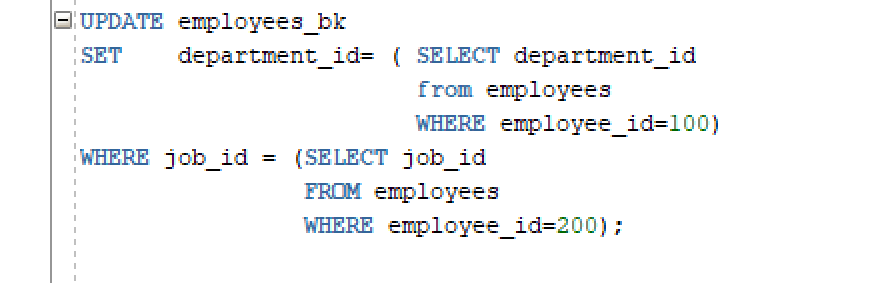 UPDATE employees_bk
SET department_id= ( SELECT department_id
from employees
WHERE employee_id=100)
WHERE job_id = (SELECT job_id
FROM employees
WHERE employee_id=200);